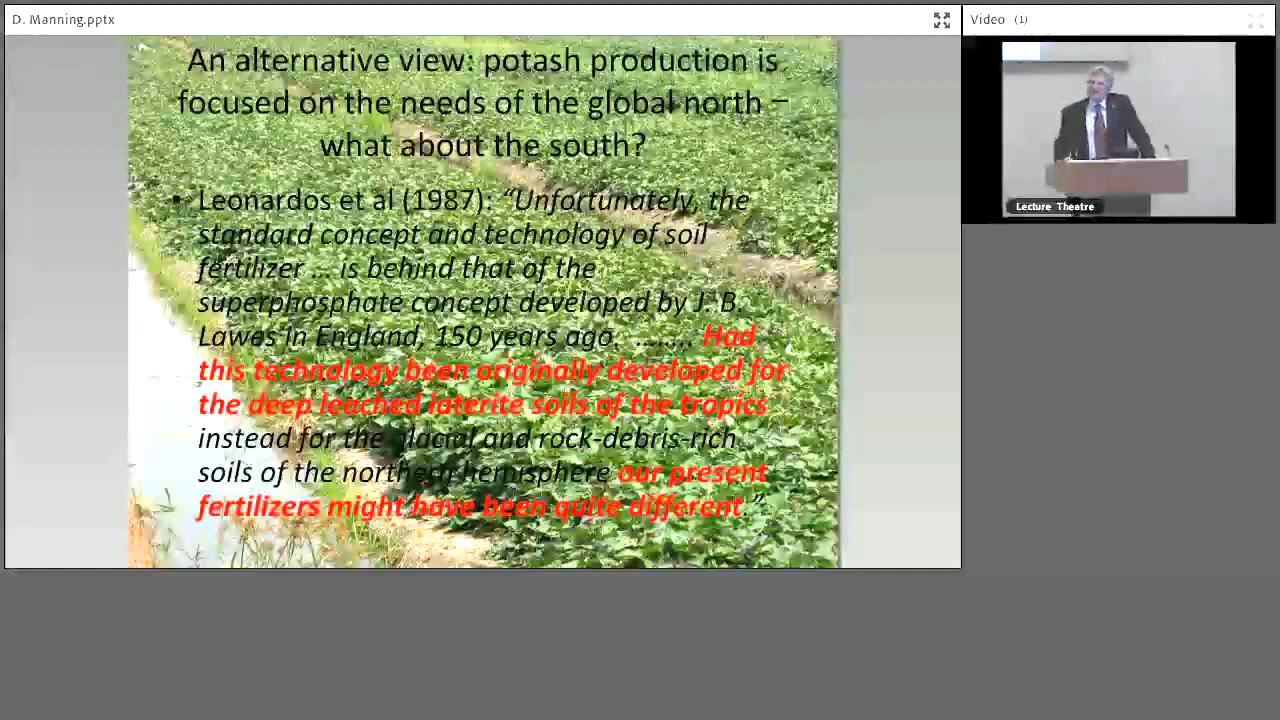 D. Manning.pptx
Video (1)
An alternative view: potash production is
focused on the needs of the global north –
what about the south?
• Leonardos et al (1987): “Unfortunately, the
standard concept and technology of soil
fertilizer ... is behind that of the
superphosphate concept developed by J. B.
Lawes in England, 150 years ago. ........ Had
this technology been originally developed for
the deep leached laterite soils of the tropics
instead for the glacial and rock-debris-rich
soils of the northern hemisphere our present
fertilizers might have been quite different.”
Lecture Theatre